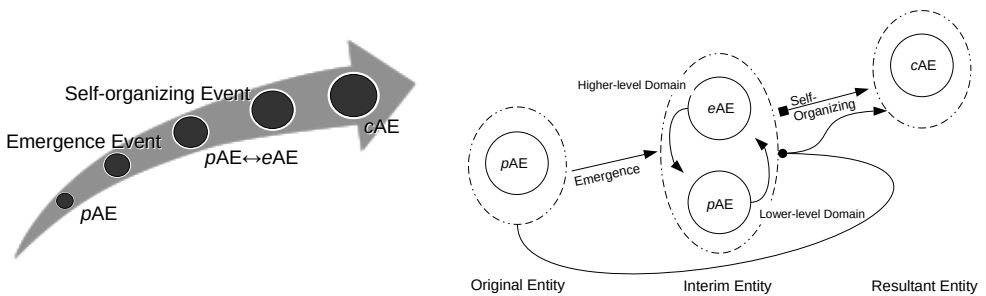 Self-organizing Event
Emergence Event
cAE
pAE↔eAE
pAE
Higher-level Domain
cAE
eAE
Self-
Organizing
pAE
Emergence
pAE
Lower-level Domain
Original Entity
Interim Entity
Resultant Entity